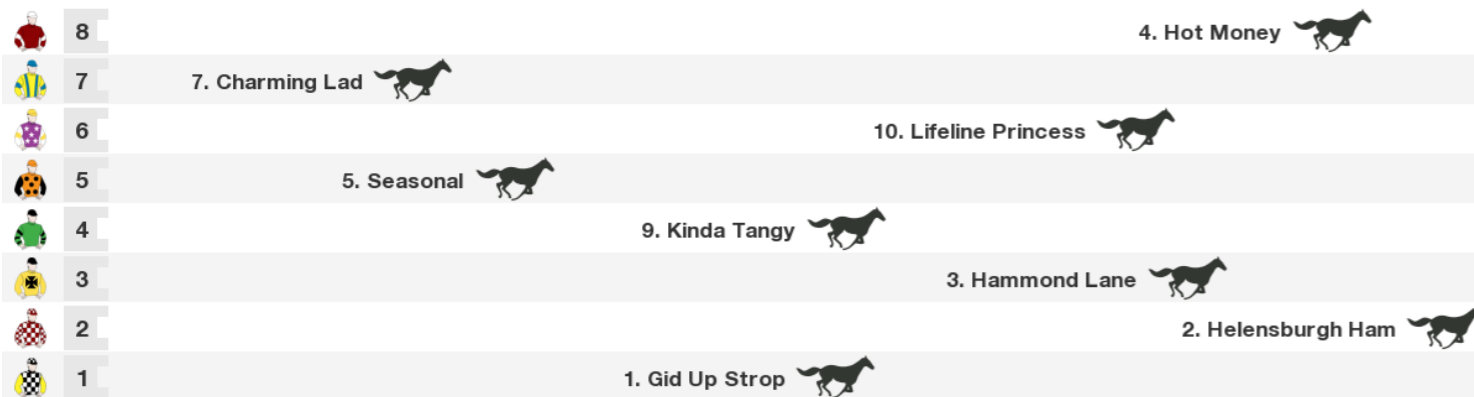 8 4. Hot Money
7 7. Charming Lad
6 10. Lifeline Princess
5 5. Seasonal
4 9. Kinda Tangy
3 3. Hammond Lane
2 2. Helensburgh Ham
1 1. Gid Up Strop